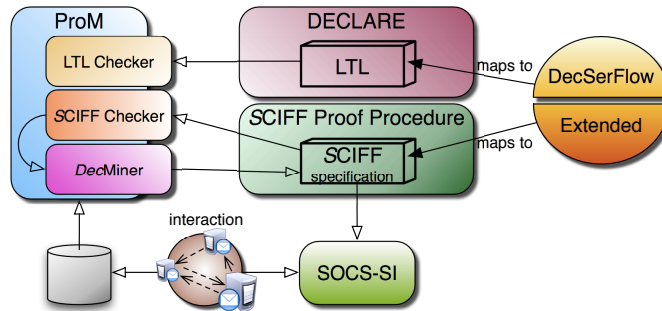 ProM
DECLARE
LTL Checker
LTL
maps to
DecSerFlow
SCIFF Checker
SCIFF Proof Procedure
Extended
SCIFF
specification
maps to
DecMiner
interaction
SOCS-SI